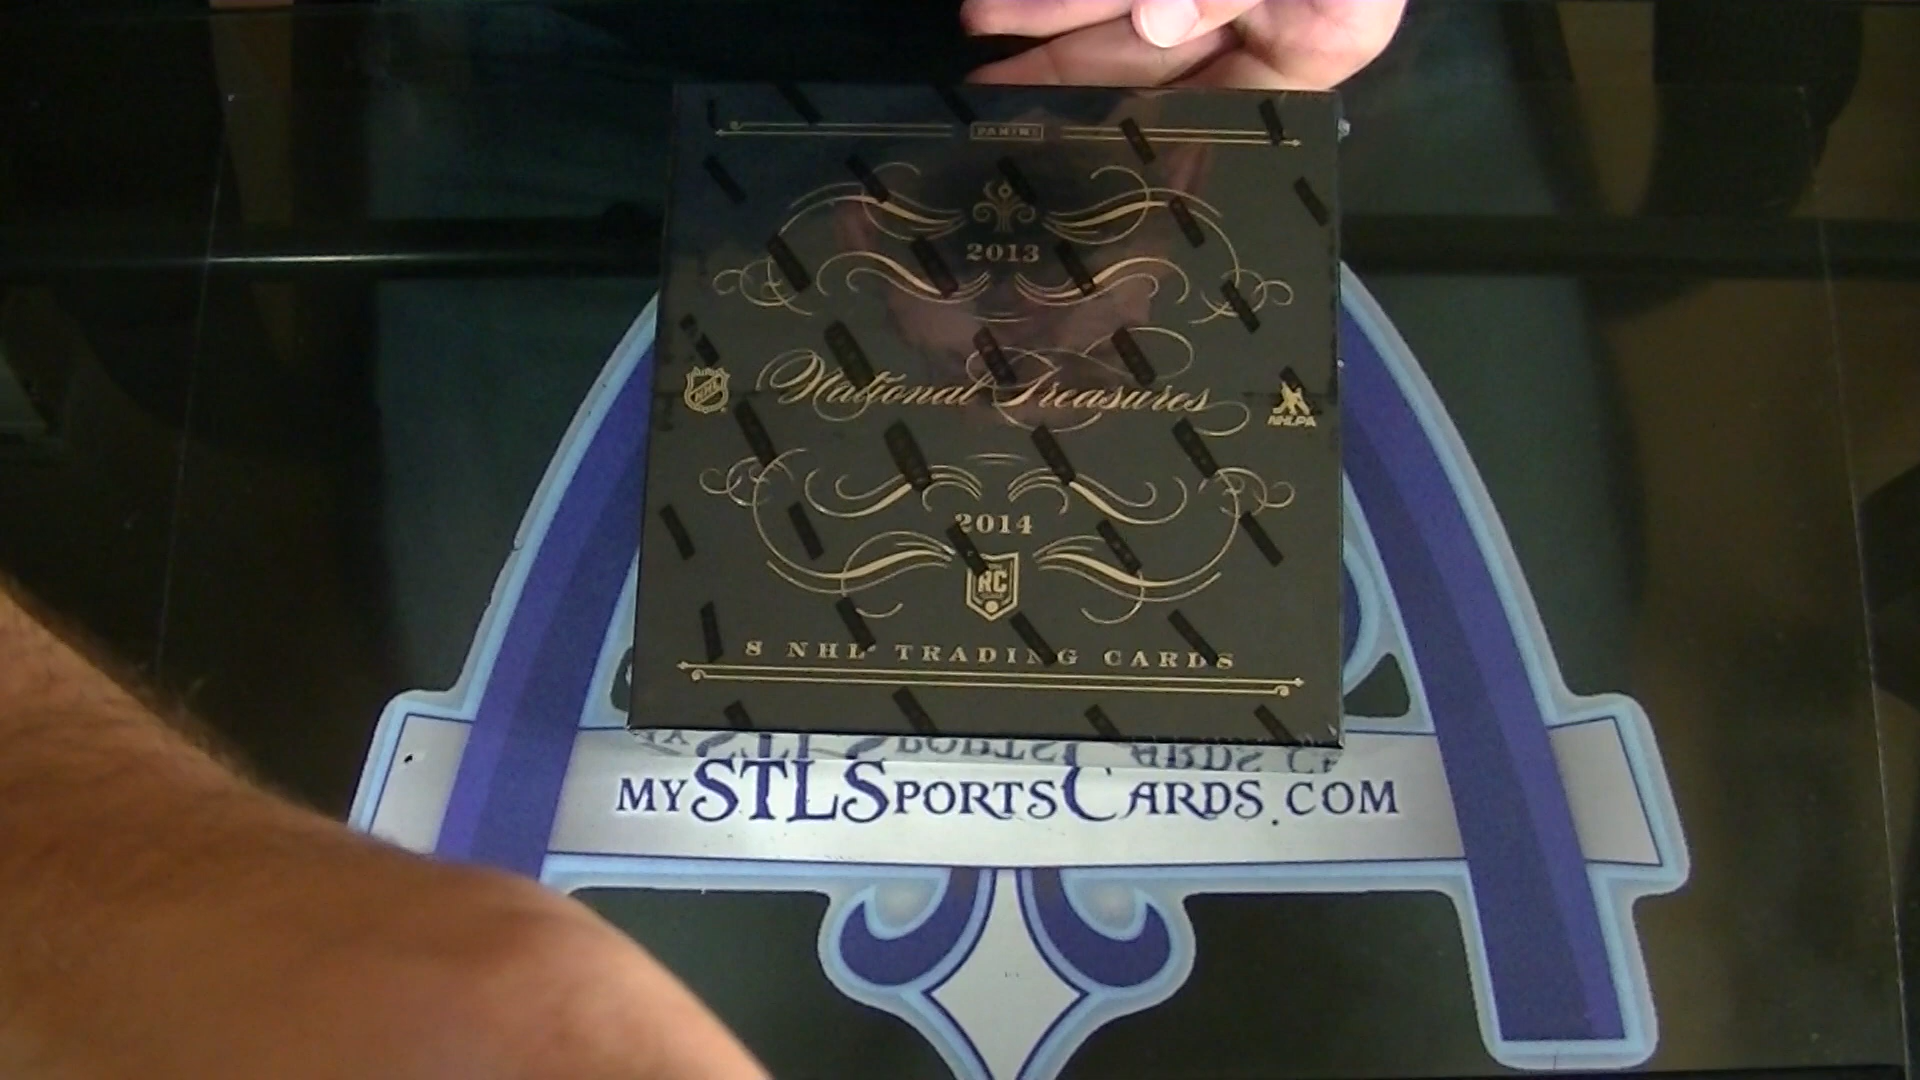 PANINI
2013
NHL
National Treasures
NHLPA
2014
RC
8 NHL TRADING CARDS
MYSTLSPORTSCARDS.COM